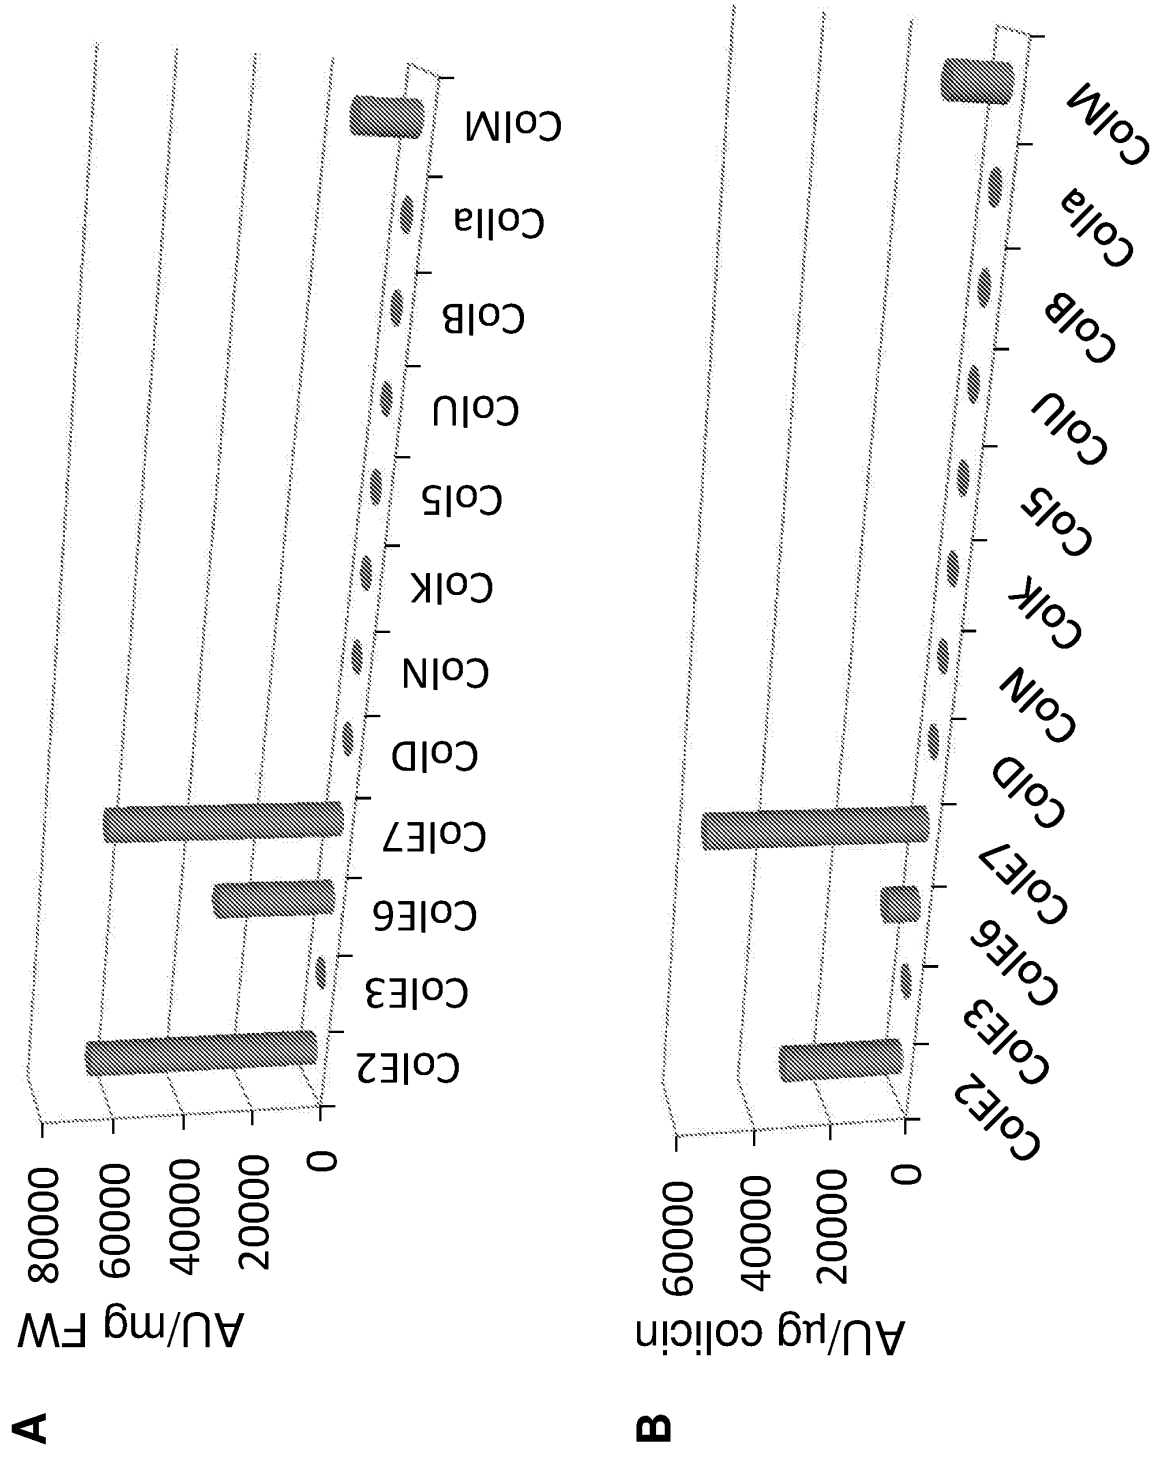 A
AU/mg FW
80000
60000
40000
20000
0
ColE2
ColE3
ColE6
ColE7
ColD
ColN
ColK
Col5
ColU
ColB
ColIa
ColM
B
AU/μg colicin
60000
40000
20000
0
ColE2
ColE3
ColE6
ColE7
ColD
ColN
ColK
Col5
ColU
ColB
ColIa
ColM